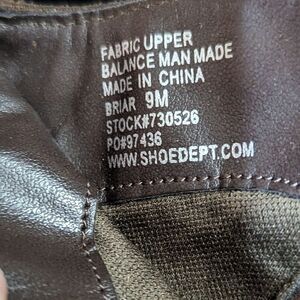 FABRIC UPPER
BALANCE MAN MADE
MADE IN CHINA
BRIAR 9M
STOCK#730526
PO#97436
WWW.SHOEDEPT.COM